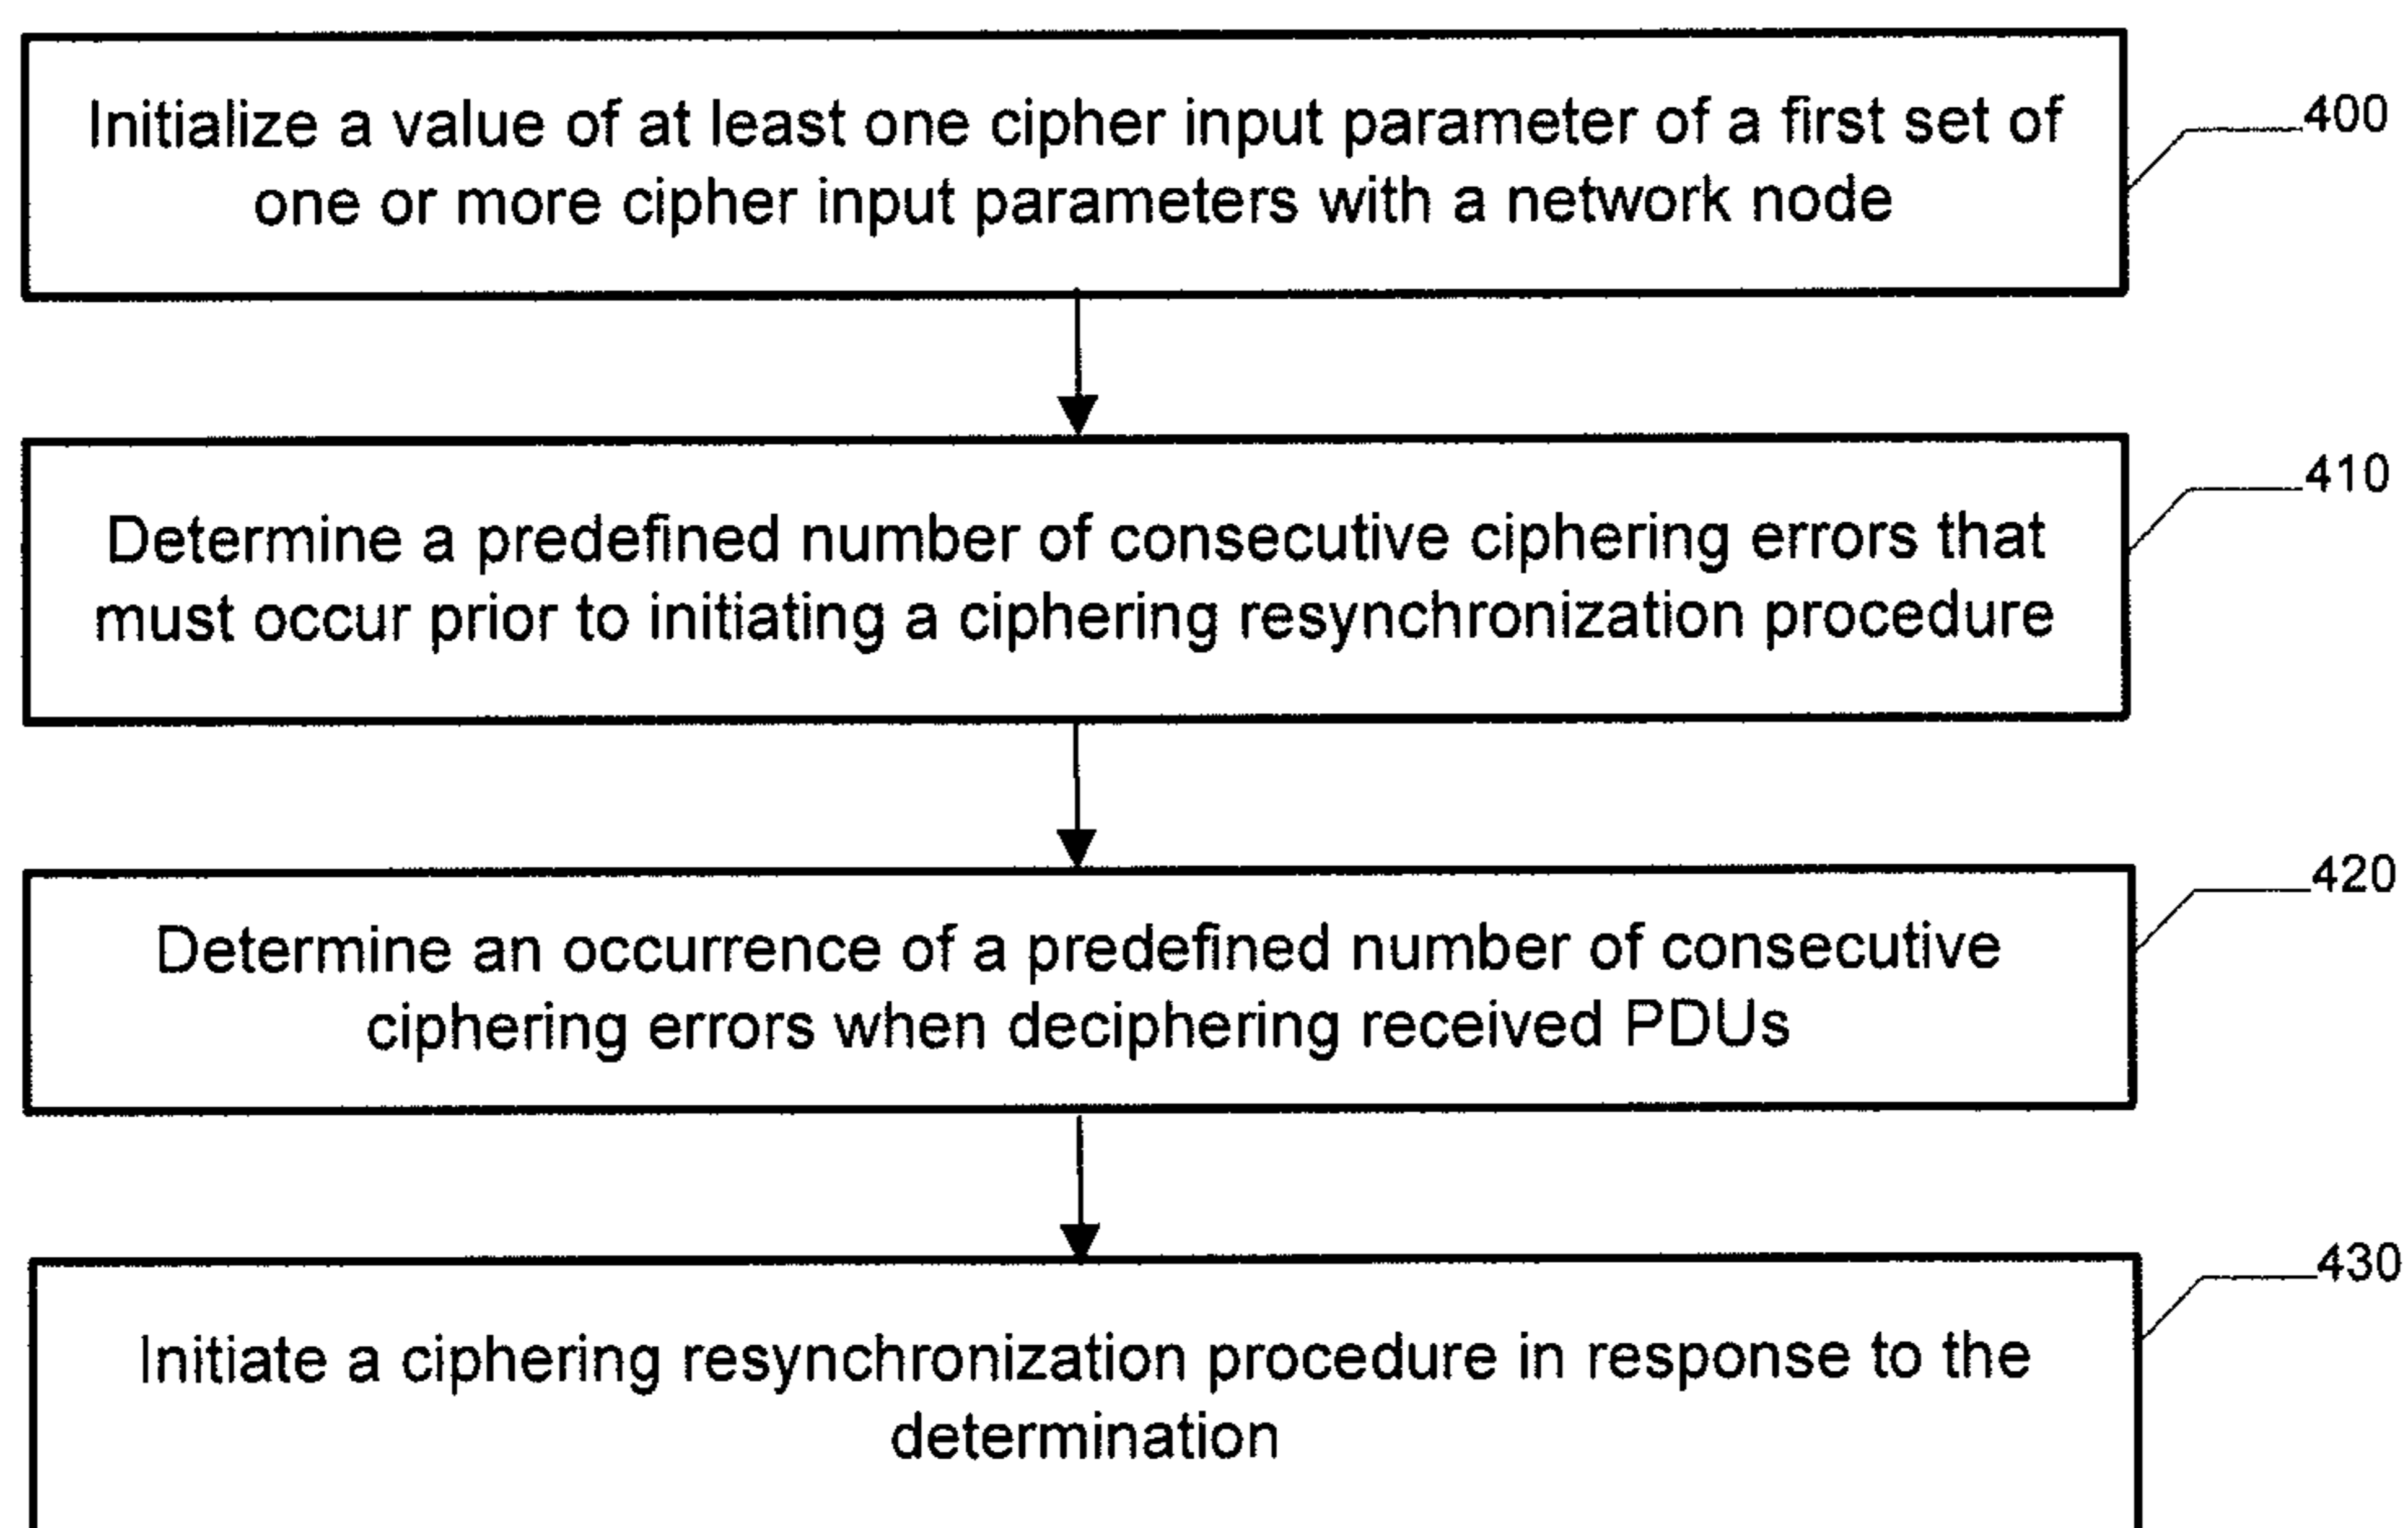 Initialize a value of at least one cipher input parameter of a first set of
one or more cipher input parameters with a network node
400
Determine a predefined number of consecutive ciphering errors that
must occur prior to initiating a ciphering resynchronization procedure
410
Determine an occurrence of a predefined number of consecutive
ciphering errors when deciphering received PDUs
420
Initiate a ciphering resynchronization procedure in response to the
determination
430